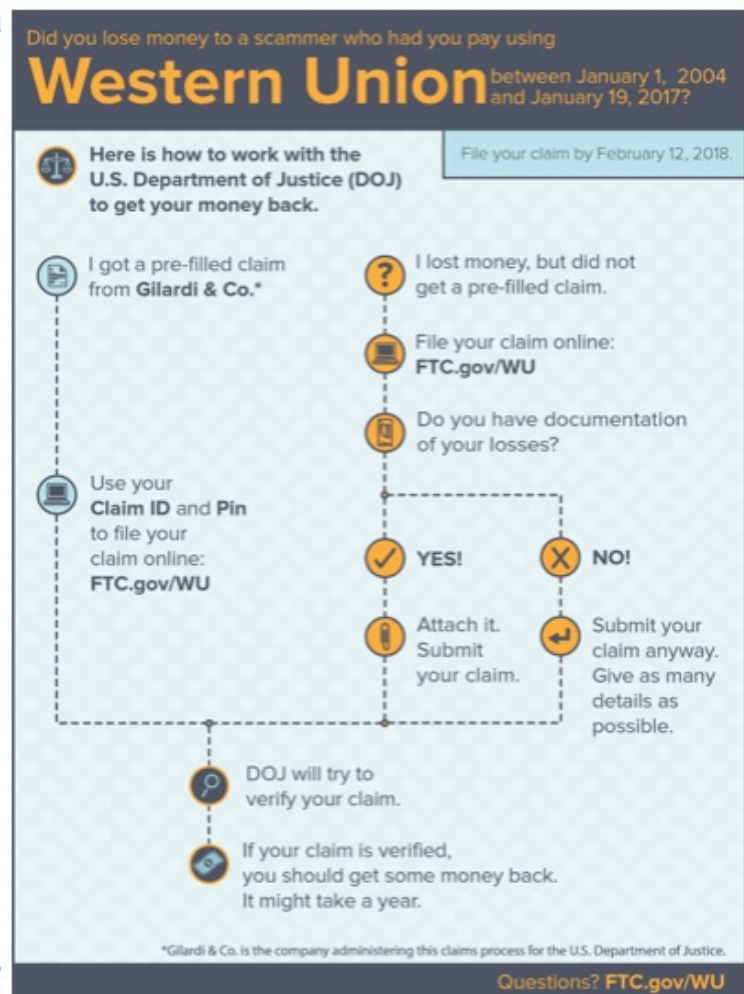 Did you lose money to a scammer who had you pay using
Western Union between January 1, 2004
and January 19, 2017?
Here is how to work with the
U.S. Department of Justice (DOJ)
to get your money back.
File your claim by February 12, 2018.
I got a pre-filled claim
from Gilardi & Co.*
Use your
Claim ID and Pin
to file your
claim online:
FTC.gov/WU
I lost money, but did not
get a pre-filled claim.
File your claim online:
FTC.gov/WU
Do you have documentation
of your losses?
YES!
Attach it.
Submit
your claim.
NO!
Submit your
claim anyway.
Give as many
details as
possible.
DOJ will try to
verify your claim.
If your claim is verified,
you should get some money back.
It might take a year.
*Gilardi & Co. is the company administering this claims process for the U.S. Department of Justice.
Questions? FTC.gov/WU